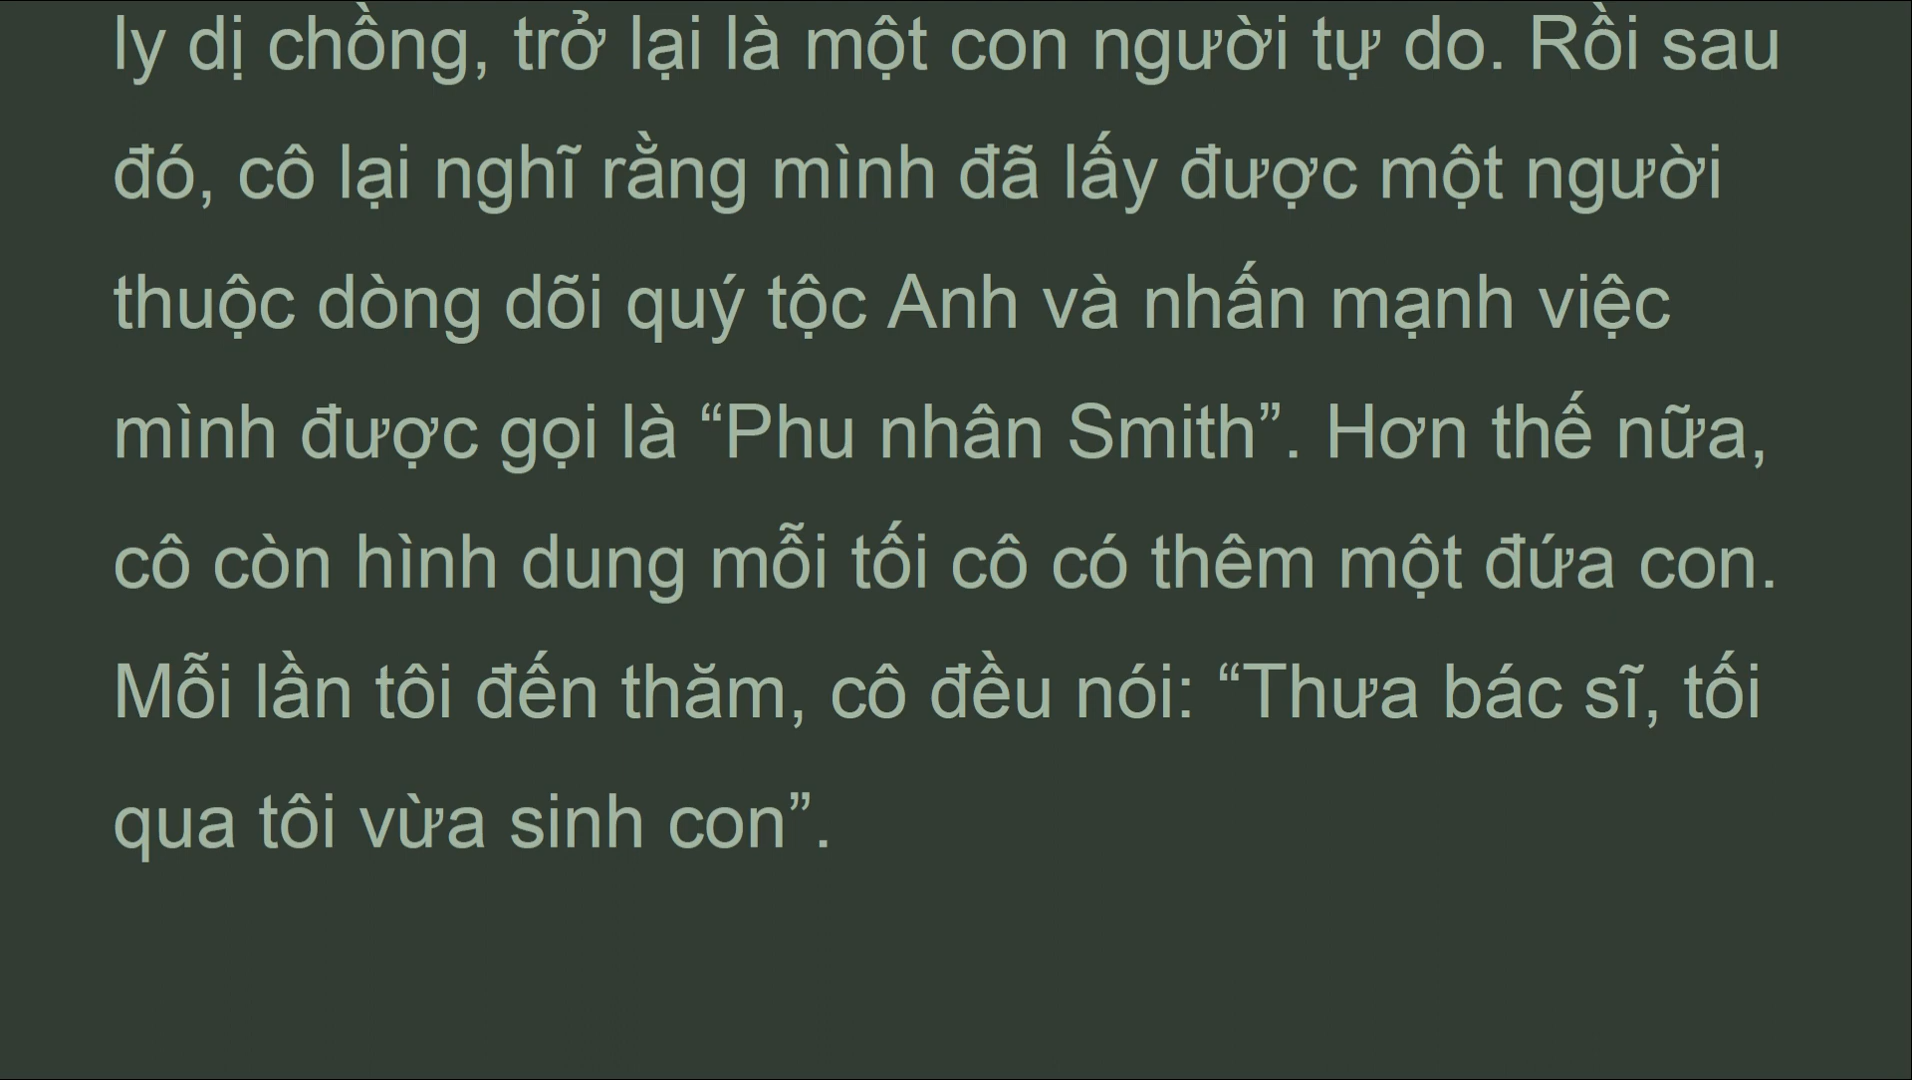 ly dị chồng, trở lại là một con người tự do. Rồi sau
đó, cô lại nghĩ rằng mình đã lấy được một người
thuộc dòng dõi quý tộc Anh và nhấn mạnh việc
mình được gọi là “Phu nhân Smith”. Hơn thế nữa,
cô còn hình dung mỗi tối cô có thêm một đứa con.
Mỗi lần tôi đến thăm, cô đều nói: “Thưa bác sĩ, tối
qua tôi vừa sinh con”.